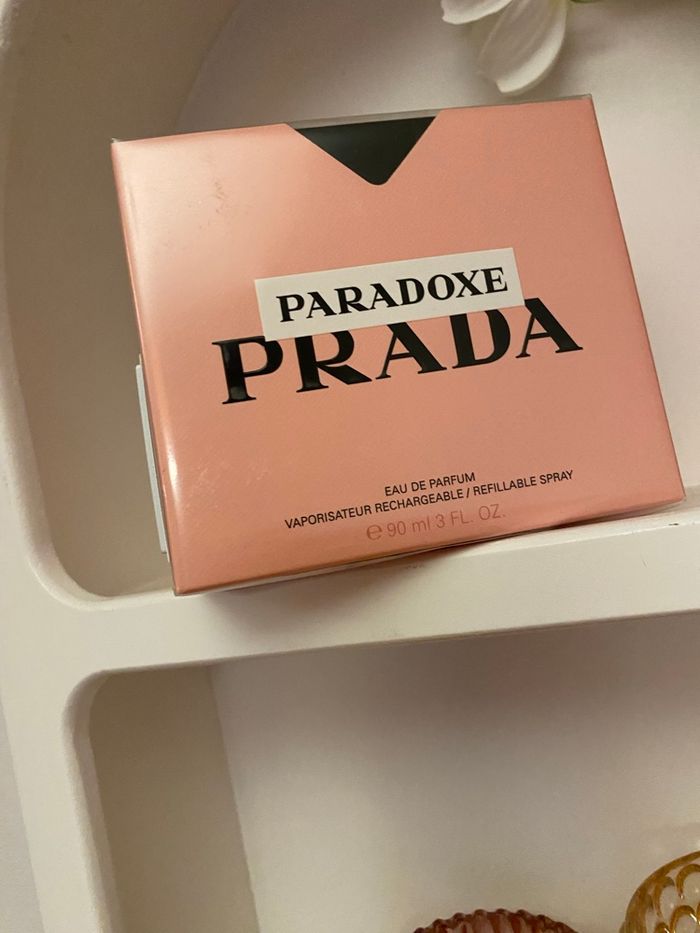 PARADOXE
PRADA
EAU DE PARFUM
VAPORISATEUR RECHARGEABLE / REFILLABLE SPRAY
℮ 90 ml 3 FL. OZ.